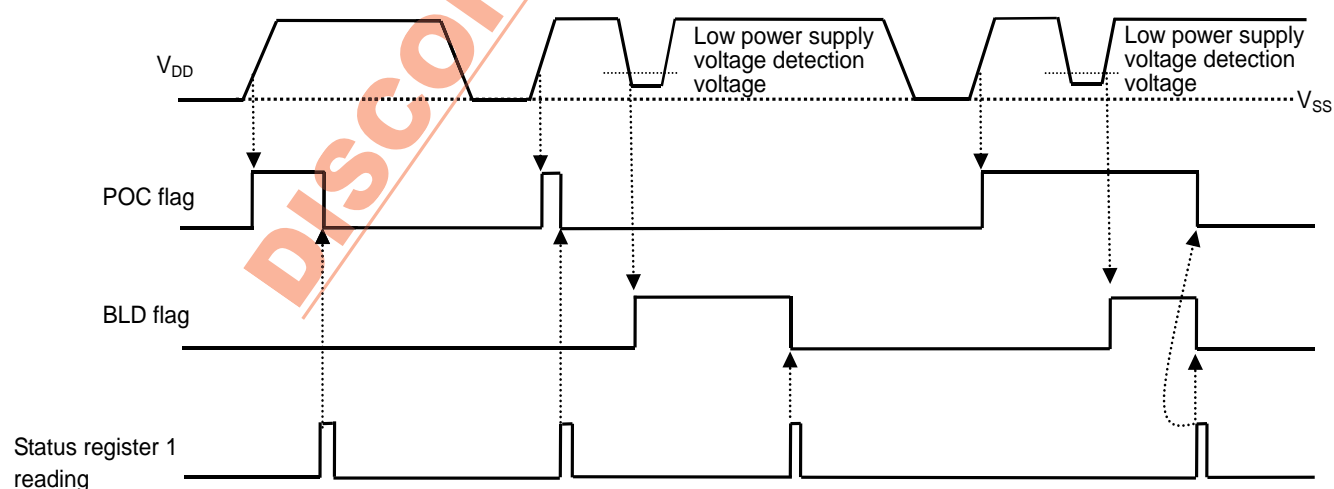 Low power supply
voltage detection
voltage
Low power supply
voltage detection
voltage
VDD
VSS
POC flag
BLD flag
Status register 1
reading
DISCO